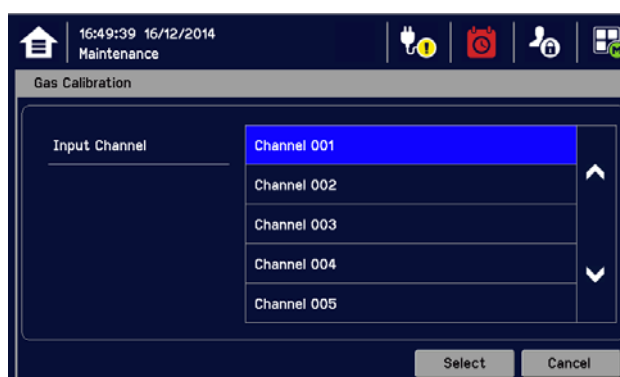 16:49:39 16/12/2014
Maintenance
Gas Calibration
Input Channel
Channel 001
Channel 002
Channel 003
Channel 004
Channel 005
Select
Cancel